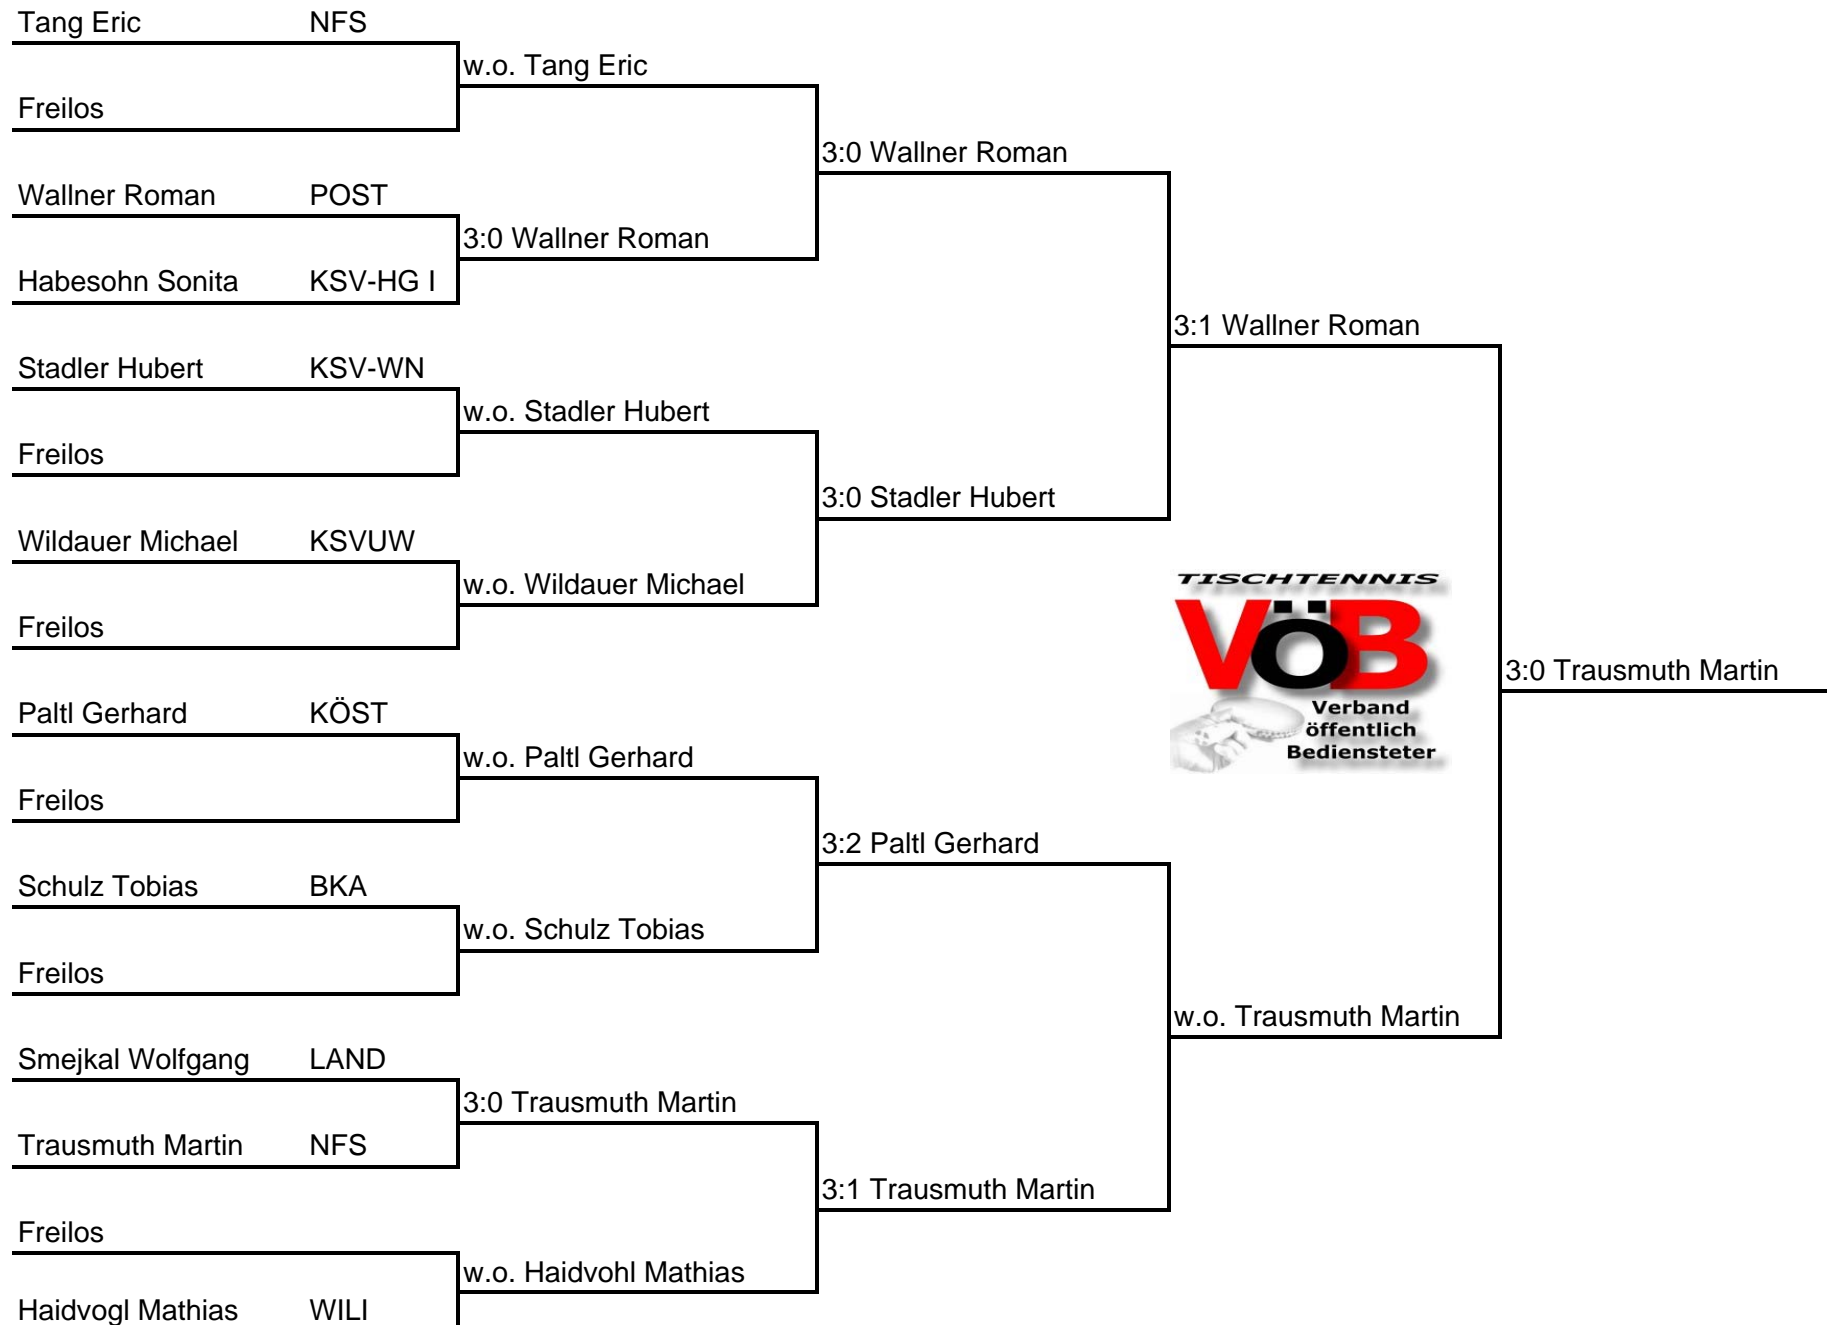 Tang Eric NFS
w.o. Tang Eric
Freilos
3:0 Wallner Roman
Wallner Roman POST
3:0 Wallner Roman
Habesohn Sonita KSV-HG I
3:1 Wallner Roman
Stadler Hubert KSV-WN
w.o. Stadler Hubert
Freilos
3:0 Stadler Hubert
Wildauer Michael KSVUW
w.o. Wildauer Michael
Freilos
TISCHTENNIS
VÖB
Verband
öffentlich
Bediensteter
3:0 Trausmuth Martin
Paltl Gerhard KÖST
w.o. Paltl Gerhard
Freilos
3:2 Paltl Gerhard
Schulz Tobias BKA
w.o. Schulz Tobias
Freilos
w.o. Trausmuth Martin
Smejkal Wolfgang LAND
3:0 Trausmuth Martin
Trausmuth Martin NFS
3:1 Trausmuth Martin
Freilos
w.o. Haidvohl Mathias
Haidvogl Mathias WILI